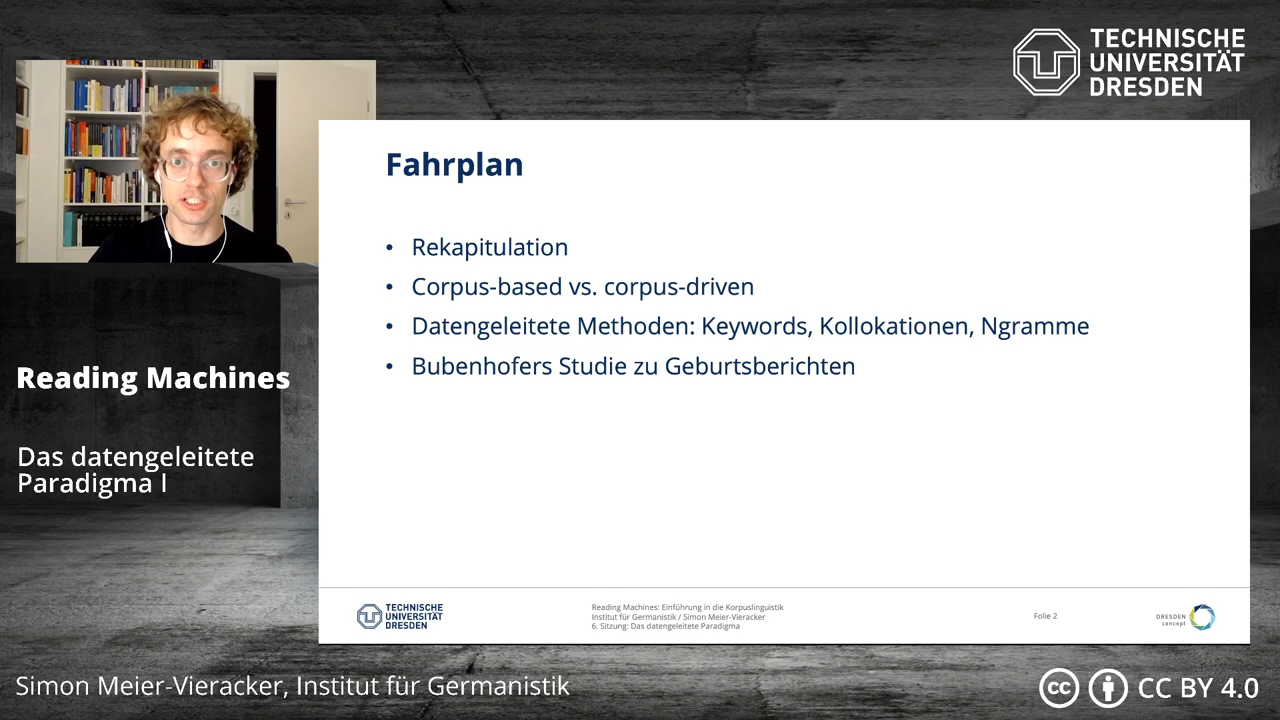 TECHNISCHE
UNIVERSITÄT
DRESDEN
Fahrplan
• Rekapitulation
• Corpus-based vs. corpus-driven
• Datengeleitete Methoden: Keywords, Kollokationen, Ngramme
• Bubenhofers Studie zu Geburtsberichten
Reading Machines
Das datengeleitete
Paradigma I
TECHNISCHE
UNIVERSITÄT
DRESDEN
Reading Machines: Einführung in die Korpuslinguistik
Institut für Germanistik / Simon Meier-Vieracker
6. Sitzung: Das datengeleitete Paradigma
Folie 2
DRESDEN
concept
Simon Meier-Vieracker, Institut für Germanistik
cc
CC BY 4.0